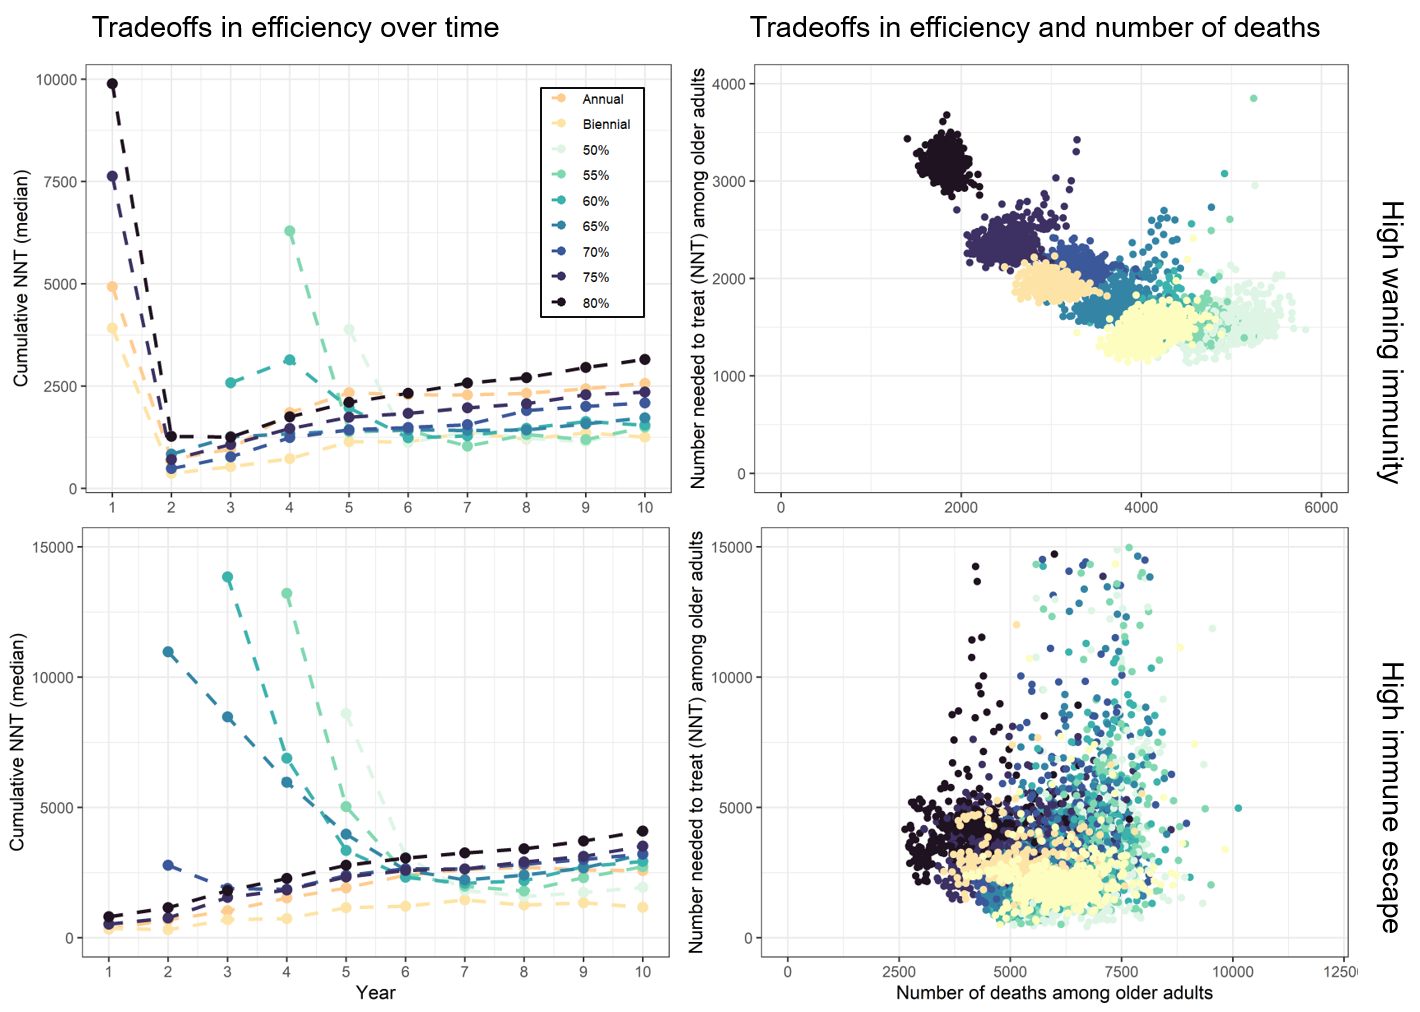 Tradeoffs in efficiency over time
Tradeoffs in efficiency and number of deaths
Cumulative NNT (median)
10000
7500
5000
2500
0
Annual
Biennial
50%
55%
60%
65%
70%
75%
80%
1 2 3 4 5 6 7 8 9 10
Number needed to treat (NNT) among older adults
4000
3000
2000
1000
0
0 2000 4000 6000
High waning immunity
Cumulative NNT (median)
15000
10000
5000
0
1 2 3 4 5 6 7 8 9 10
Year
Number needed to treat (NNT) among older adults
15000
10000
5000
0
0 2500 5000 7500 10000 1250
Number of deaths among older adults
High immune escape